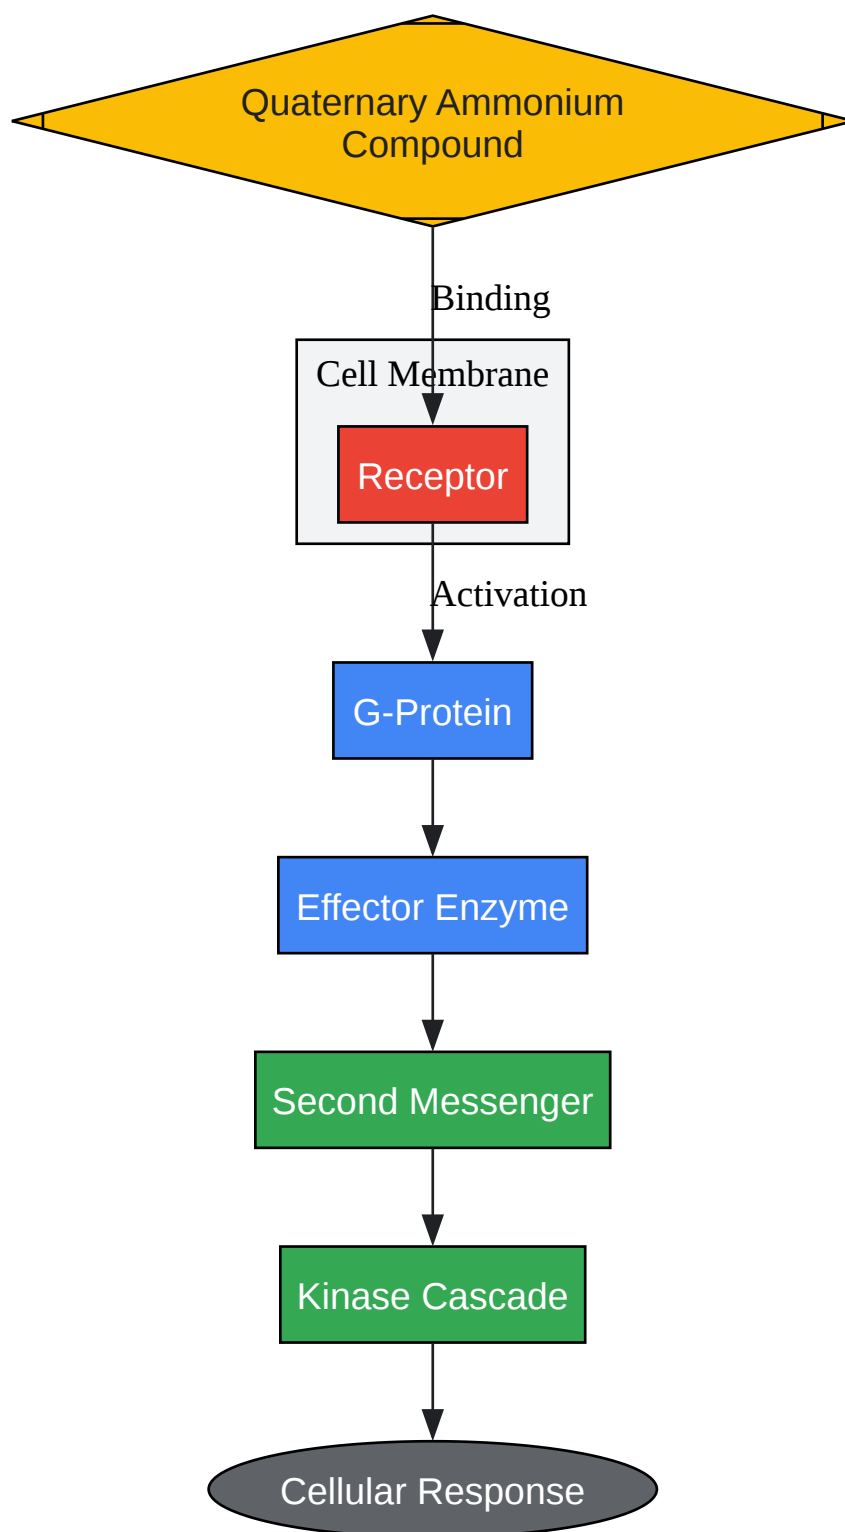 Quaternary Ammonium
Compound
Binding
Cell Membrane
Receptor
Activation
G-Protein
Effector Enzyme
Second Messenger
Kinase Cascade
Cellular Response